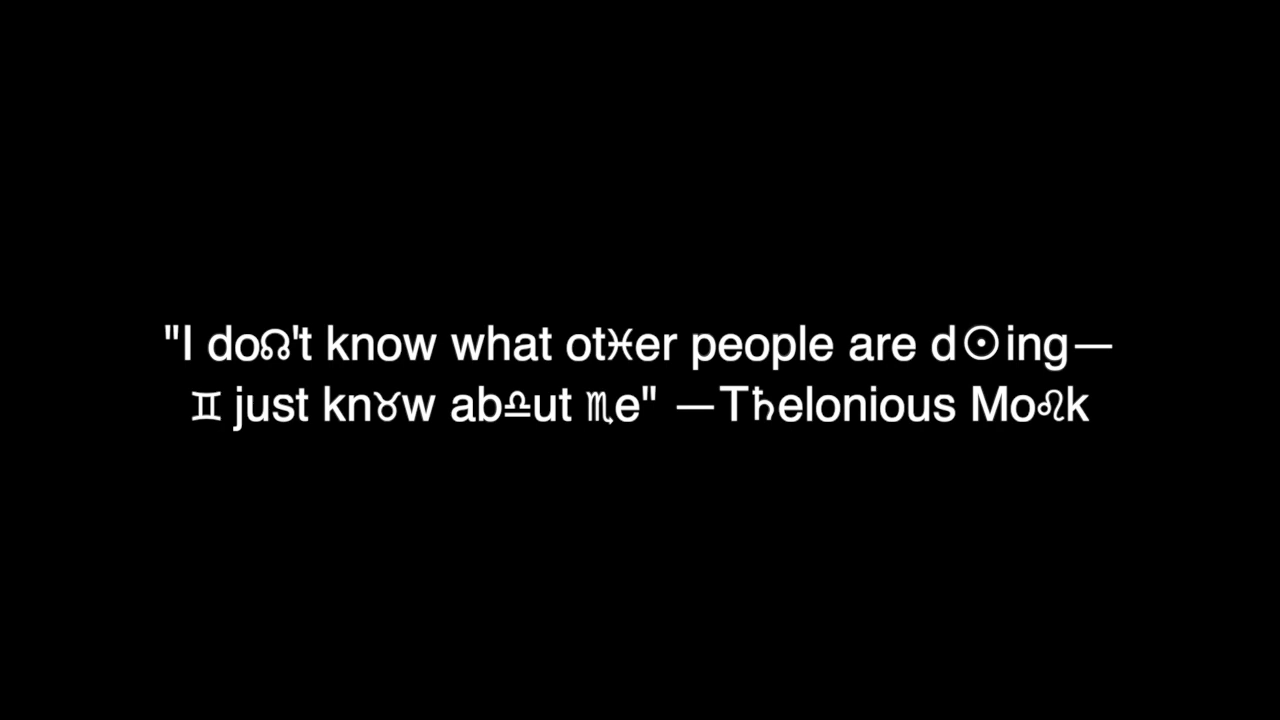 "I do☊'t know what ot♓er people are d☉ing—
♊ just kn♉w ab♎ut ♏e" —T♄elonious Mo♌k